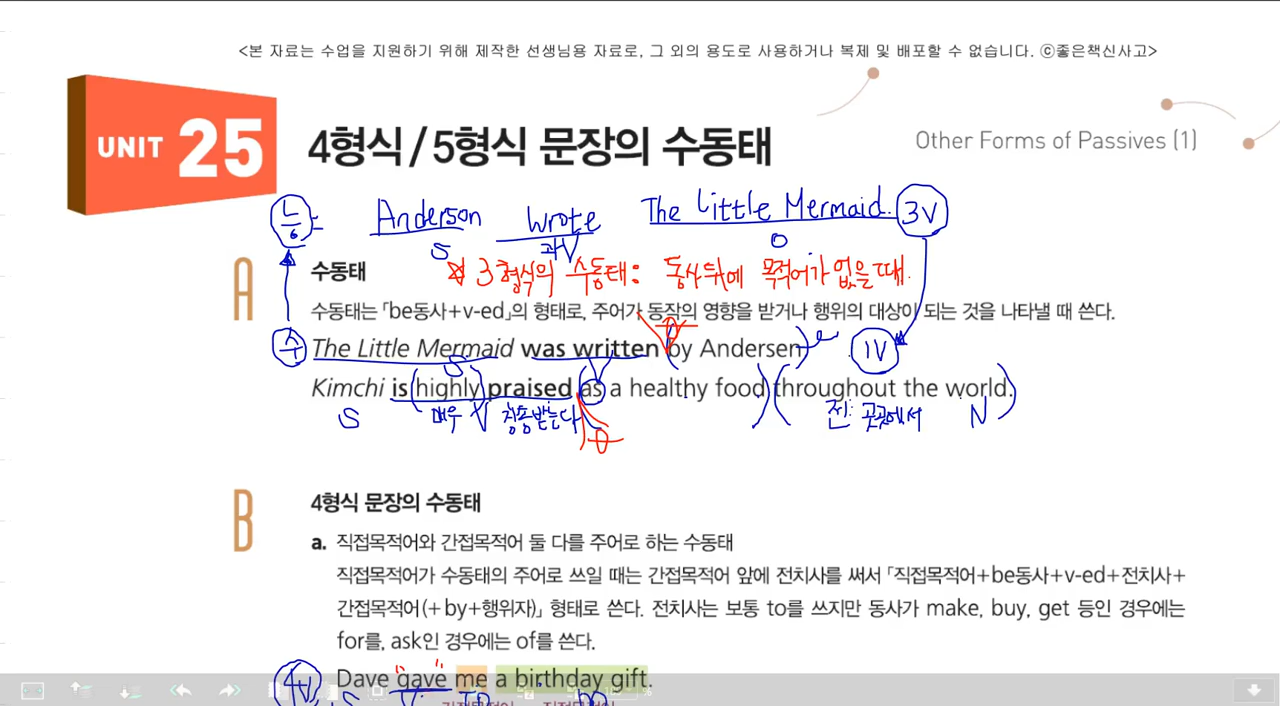 <본 자료는 수업을 지원하기 위해 제작한 선생님용 자료로, 그 외의 용도로 사용하거나 복제 및 배포할 수 없습니다. ⓒ좋은책신사고>
UNIT 25
4형식/5형식 문장의 수동태
Other Forms of Passives (1)
Anderson wrote The Little Mermaid. 3V
S 과V O
A
수동태
3형식의 수동태: 동사 뒤에 목적어가 없을 때.
수동태는 「be동사+v-ed」의 형태로, 주어가 동작의 영향을 받거나 행위의 대상이 되는 것을 나타낼 때 쓴다.
수 The Little Mermaid was written by Andersen 1V
S V
Kimchi is highly praised as a healthy food throughout the world.
S 매우 V 칭송받는다 전: 곳곳에서 N
B
4형식 문장의 수동태
a. 직접목적어와 간접목적어 둘 다를 주어로 하는 수동태
직접목적어가 수동태의 주어로 쓰일 때는 간접목적어 앞에 전치사를 써서 「직접목적어+be동사+v-ed+전치사+
간접목적어(+by+행위자)」 형태로 쓴다. 전치사는 보통 to를 쓰지만 동사가 make, buy, get 등인 경우에는
for를, ask인 경우에는 of를 쓴다.
4V Dave "gave" me a birthday gift.
S V IO DO